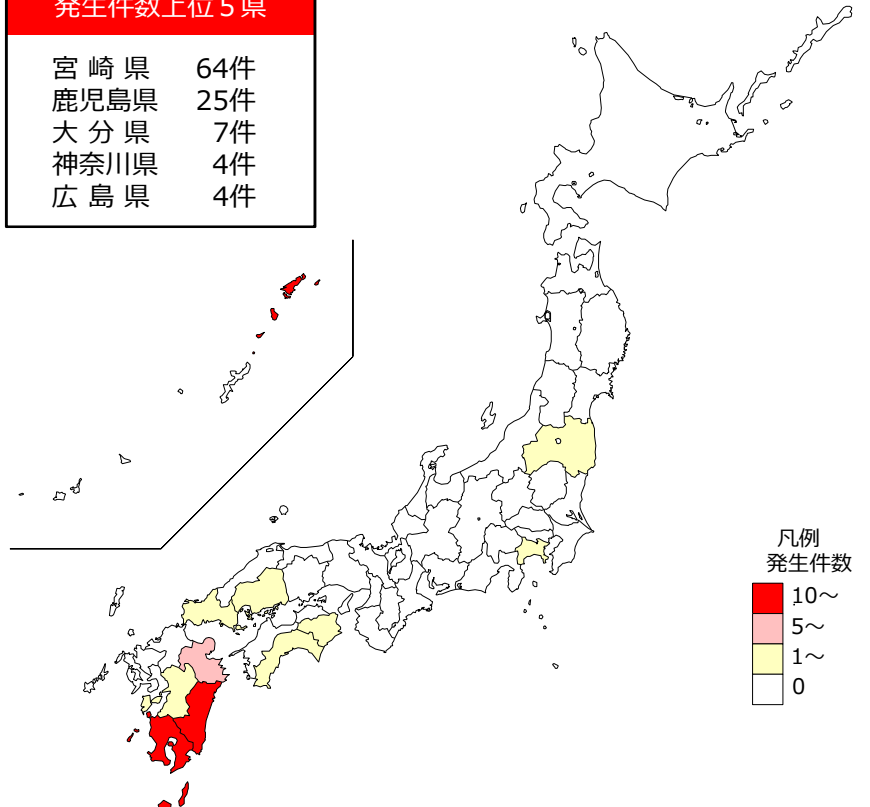 発生件数上位5県
宮崎県 64件
鹿児島県 25件
大分県 7件
神奈川県 4件
広島県 4件
凡例
発生件数
10～
5～
1～
0